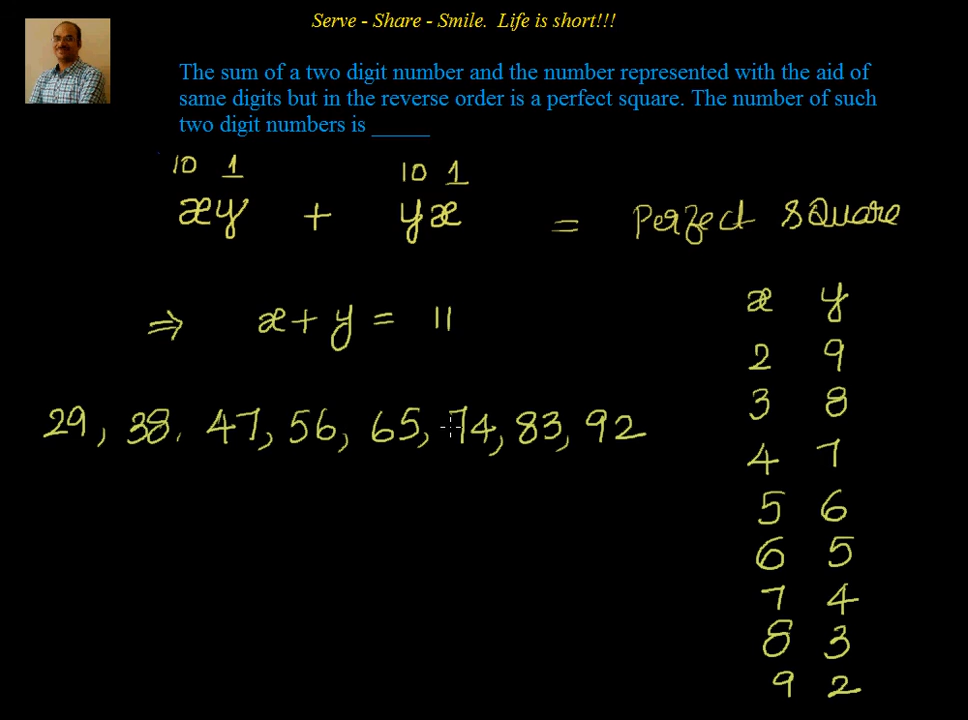 Serve - Share - Smile. Life is short!!!
The sum of a two digit number and the number represented with the aid of
same digits but in the reverse order is a perfect square. The number of such
two digit numbers is _____
10 1 10 1
xy + yx = Perfect Square
x y
⇒ x + y = 11
2 9
3 8
29, 38. 47, 56, 65, 74, 83, 92
4 7
5 6
6 5
7 4
8 3
9 2